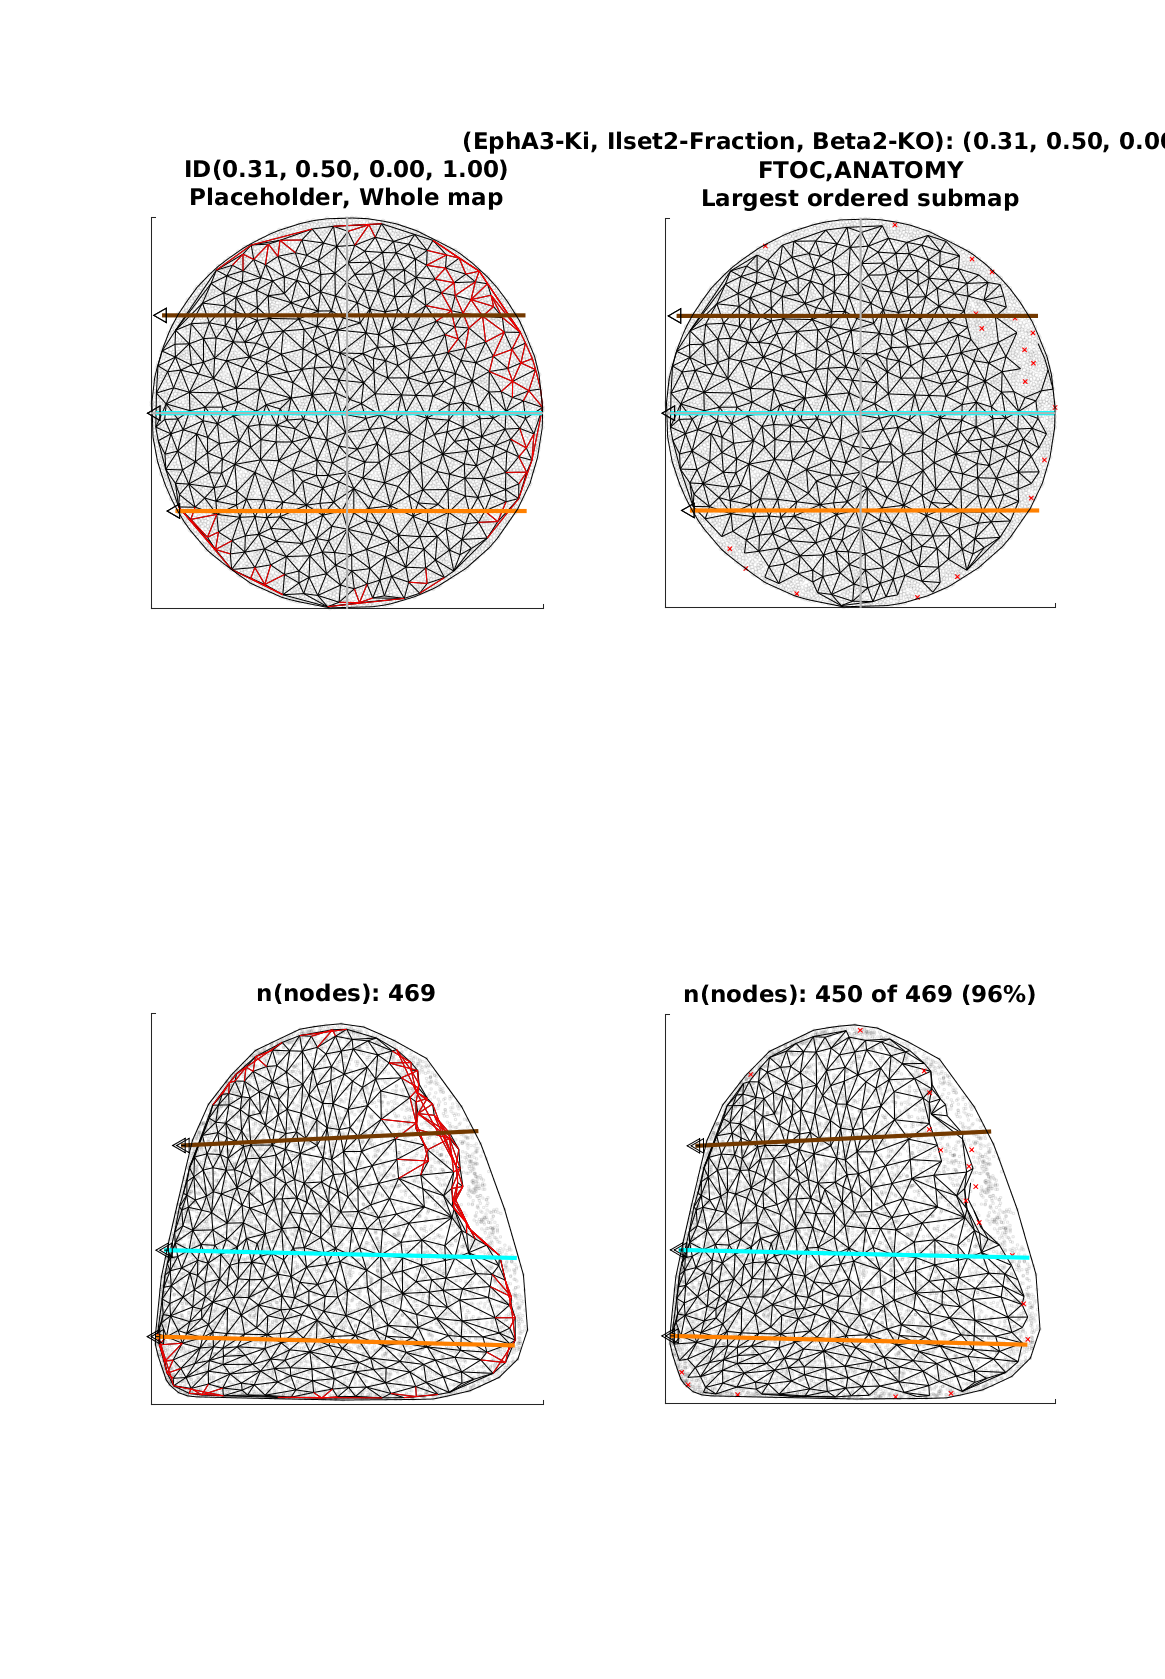 (EphA3-Ki, Ilset2-Fraction, Beta2-KO): (0.31, 0.50, 0.00
ID(0.31, 0.50, 0.00, 1.00)
Placeholder, Whole map
FTOC,ANATOMY
Largest ordered submap
n(nodes): 469
n(nodes): 450 of 469 (96%)